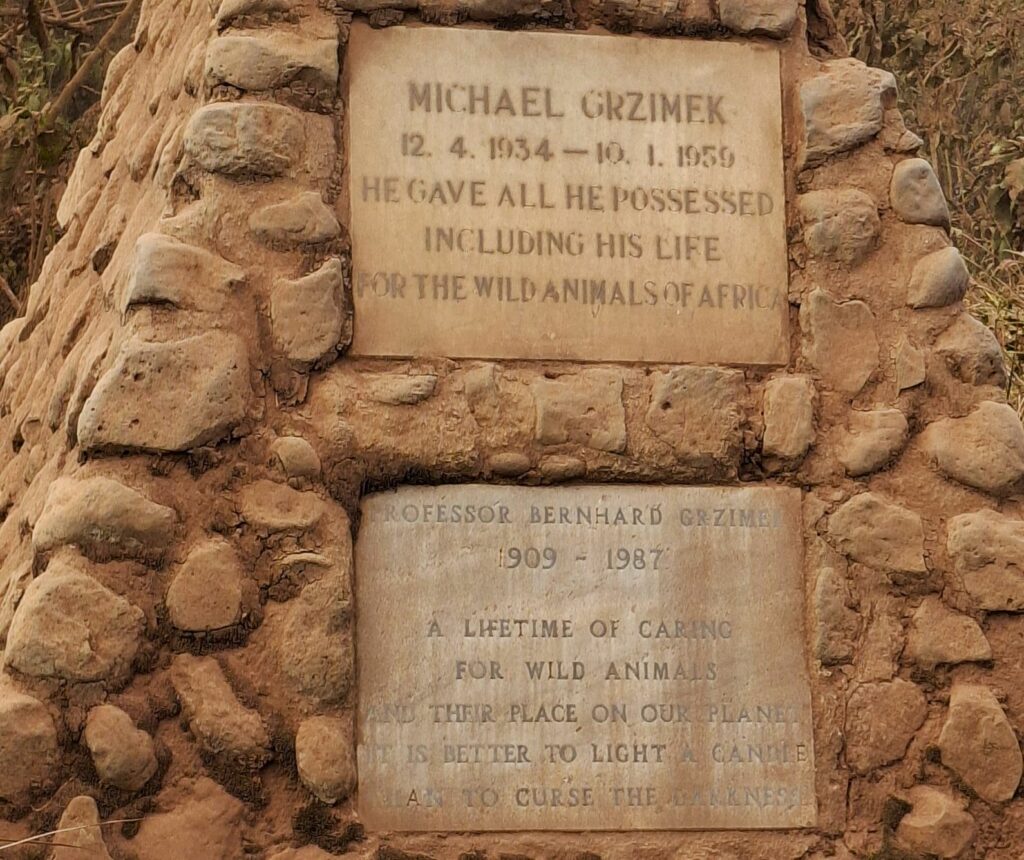 MICHAEL GRZIMEK
12. 4. 1934 – 10. 1. 1959
HE GAVE ALL HE POSSESSED
INCLUDING HIS LIFE
FOR THE WILD ANIMALS OF AFRICA
PROFESSOR BERNHARD GRZIMEK
1909 - 1987
A LIFETIME OF CARING
FOR WILD ANIMALS
AND THEIR PLACE ON OUR PLANET
IT IS BETTER TO LIGHT A CANDLE
THAN TO CURSE THE DARKNESS